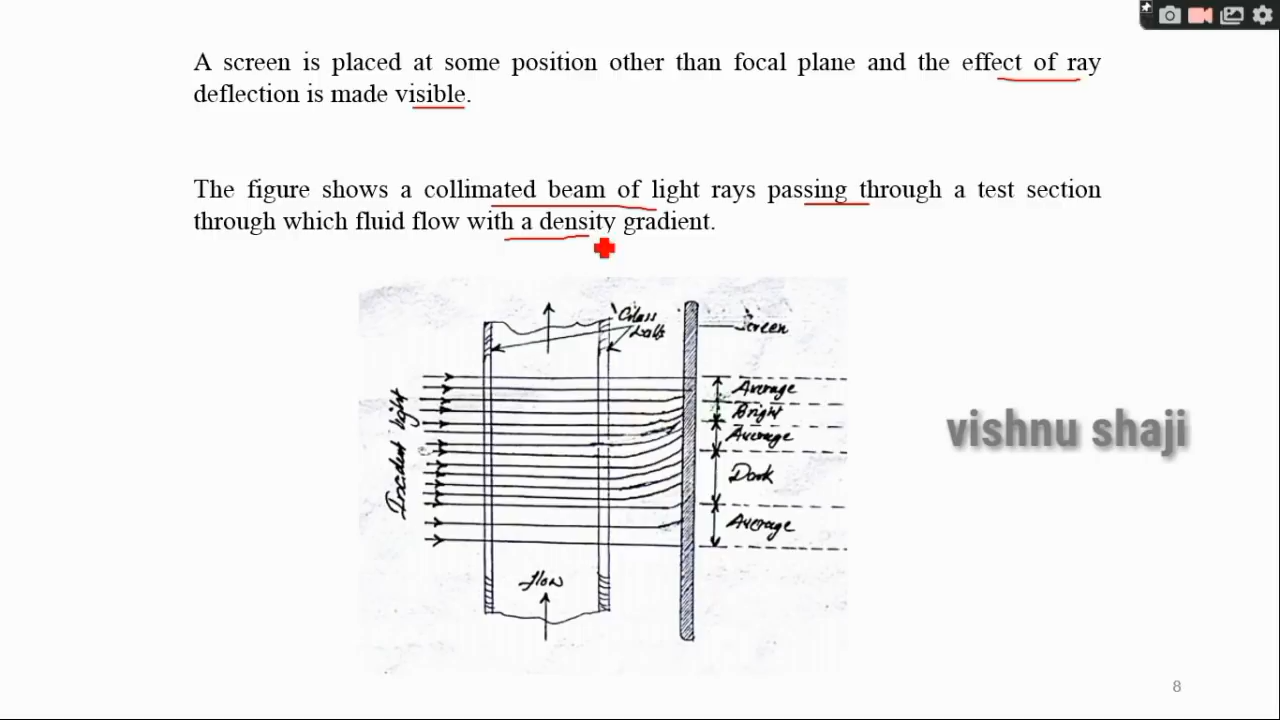 A screen is placed at some position other than focal plane and the effect of ray
deflection is made visible.
The figure shows a collimated beam of light rays passing through a test section
through which fluid flow with a density gradient.
Glass
walls
Screen
Average
Bright
Average
Dark
Average
Incident light
flow
vishnu shaji
8